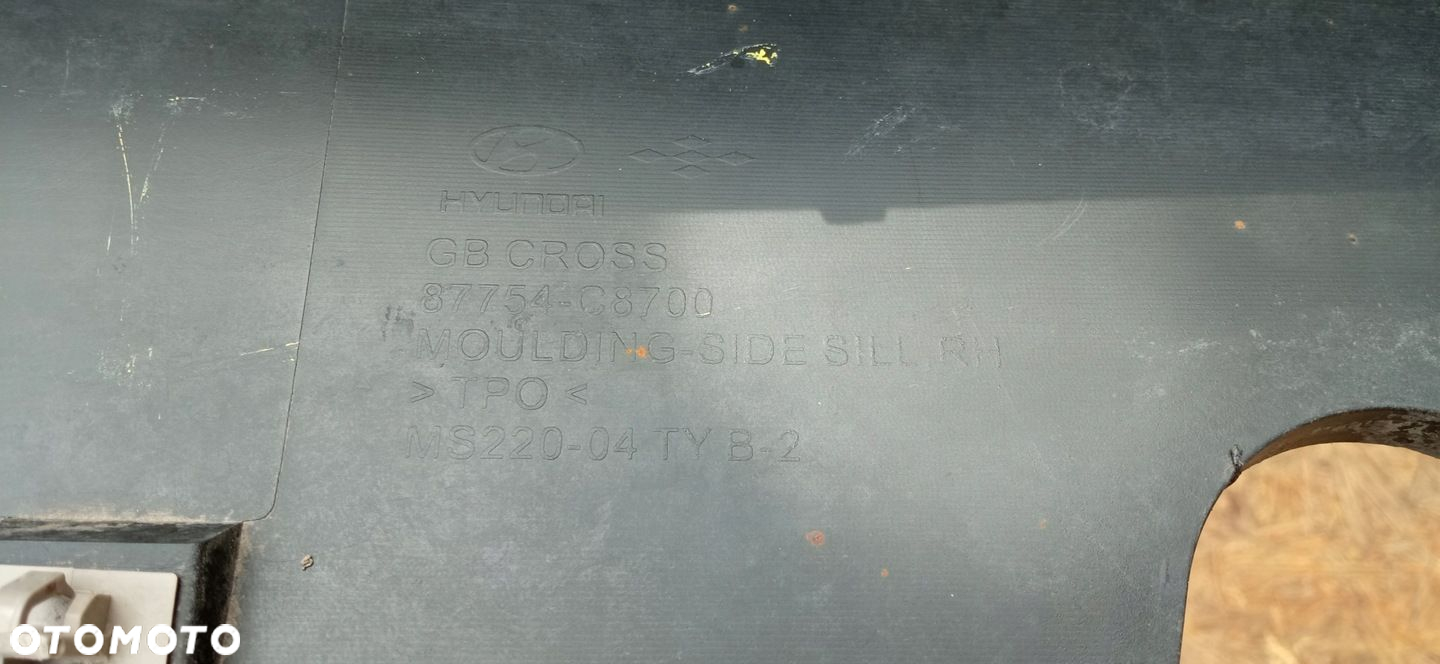 HYUNDAI
GB CROSS
87754-C8700
MOULDING-SIDE SILL,RH
>TPO<
MS220-04 TY B-2
OTOMOTO